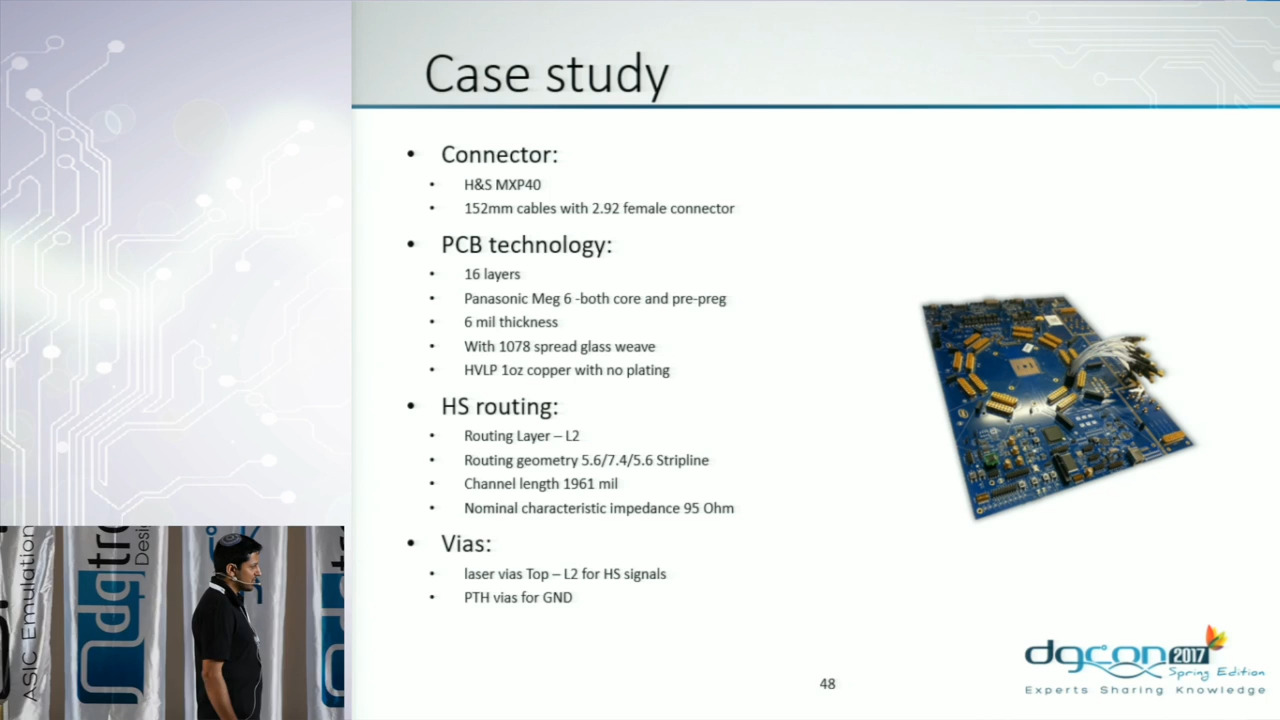 Case study
Connector:
H&S MXP40
152mm cables with 2.92 female connector
PCB technology:
16 layers
Panasonic Meg 6 -both core and pre-preg
6 mil thickness
With 1078 spread glass weave
HVLP 1oz copper with no plating
HS routing:
Routing Layer – L2
Routing geometry 5.6/7.4/5.6 Stripline
Channel length 1961 mil
Nominal characteristic impedance 95 Ohm
Vias:
laser vias Top – L2 for HS signals
PTH vias for GND
48
dgcon 2017
Spring Edition
Experts Sharing Knowledge
ASIC Emulation
dgtro
Desi